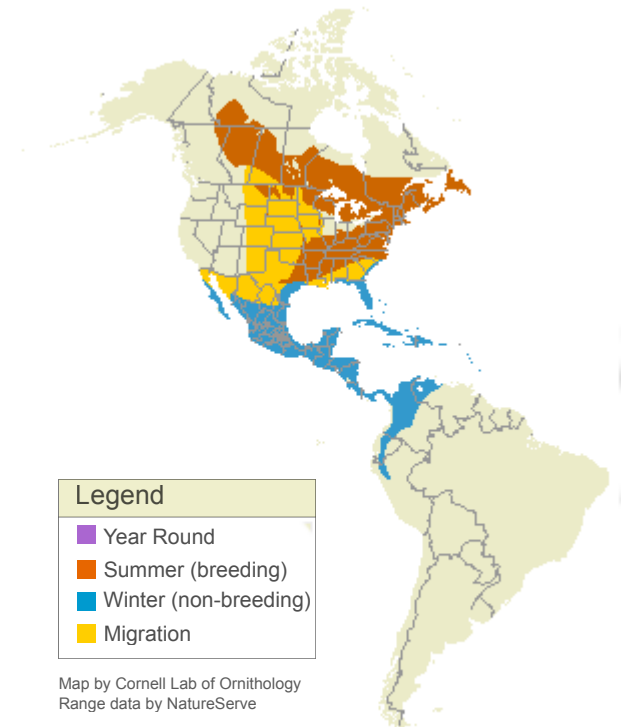 Legend
Year Round
Summer (breeding)
Winter (non-breeding)
Migration
Map by Cornell Lab of Ornithology
Range data by NatureServe